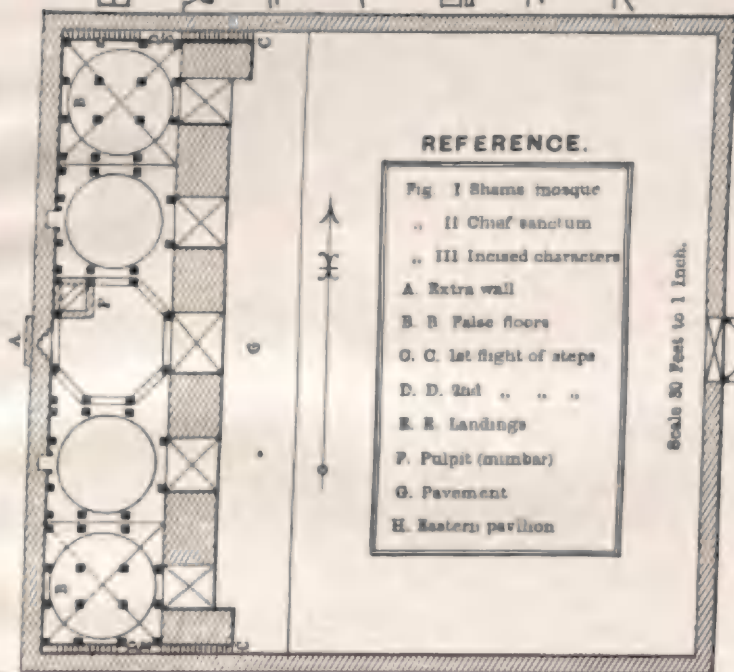 C
B
REFERENCE.
Fig. I Shams mosque
„ II Chief sanctum
„ III Incised characters
A. Extra wall
B. B False floors
C. C. 1st flight of steps
D. D. 2nd „ „ „
E. E. Landings
F. Pulpit (mimbar)
G. Pavement
H. Eastern pavilion
Scale 30 Feet to 1 Inch.
A
F
G
B
C